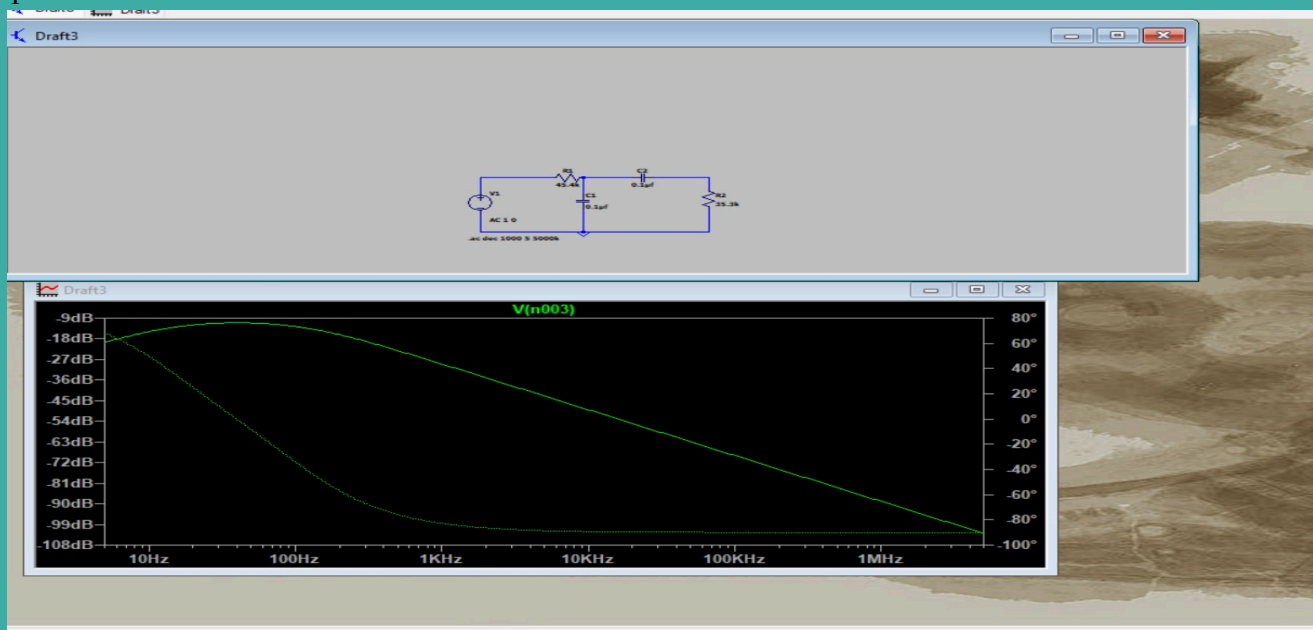 Draft3
R1
45.4k
C2
0.1µf
V1
C1
0.1µf
R2
35.3k
AC 1 0
.ac dec 1000 5 5000k
Draft3
V(n003)
-9dB
-18dB
-27dB
-36dB
-45dB
-54dB
-63dB
-72dB
-81dB
-90dB
-99dB
-108dB
80°
60°
40°
20°
0°
-20°
-40°
-60°
-80°
-100°
10Hz
100Hz
1KHz
10KHz
100KHz
1MHz